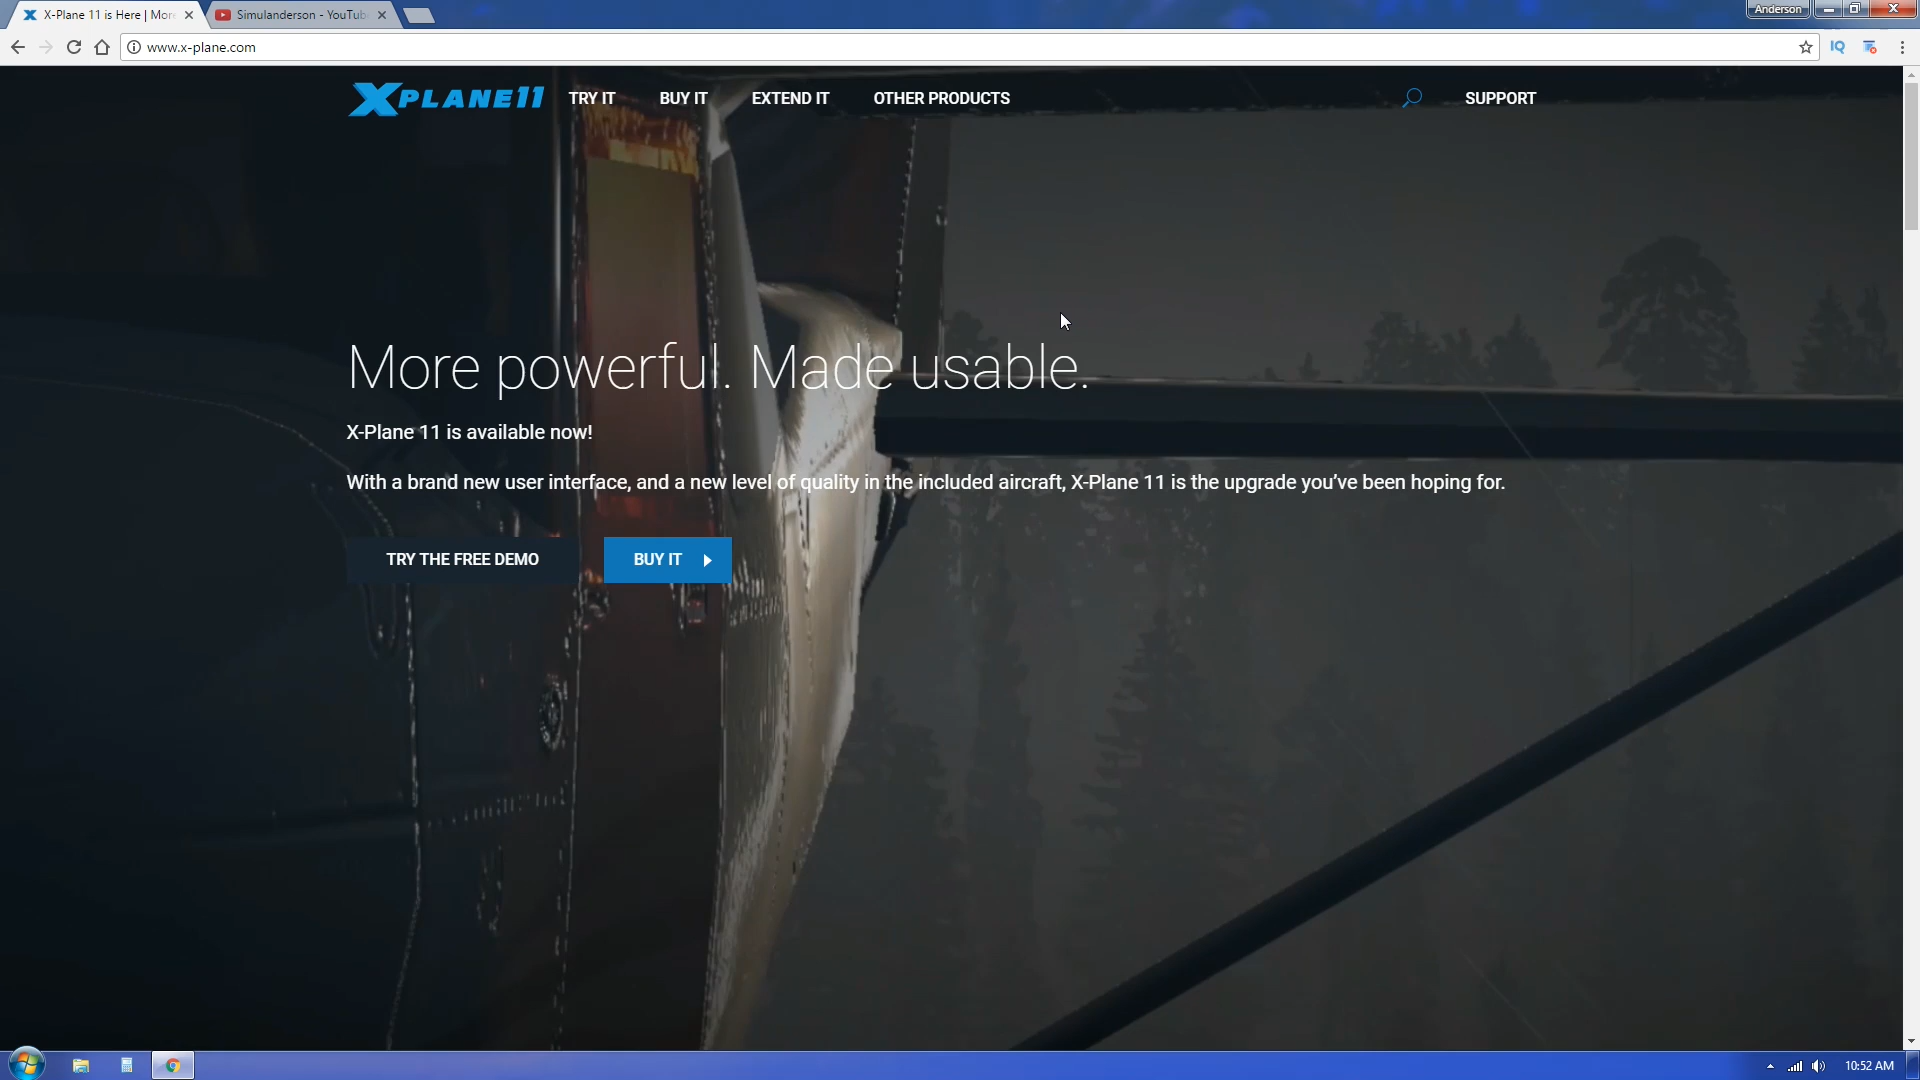 X-Plane 11 is Here | More
Simulanderson - YouTube
Anderson
www.x-plane.com
IQ
XPLANE11
TRY IT
BUY IT
EXTEND IT
OTHER PRODUCTS
SUPPORT
More powerful. Made usable.
X-Plane 11 is available now!
With a brand new user interface, and a new level of quality in the included aircraft, X-Plane 11 is the upgrade you’ve been hoping for.
TRY THE FREE DEMO
BUY IT
10:52 AM